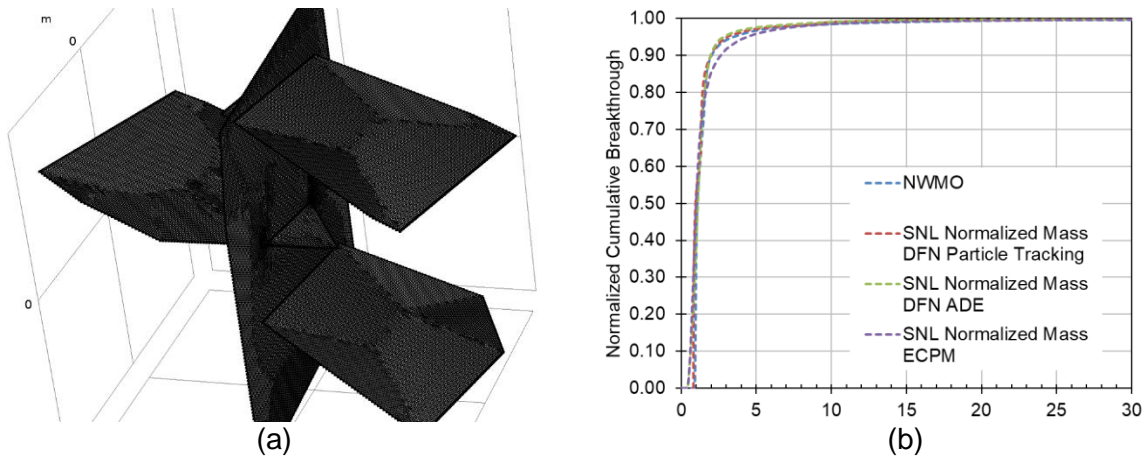 m
0
0
(a)
Normalized Cumulative Breakthrough
1.00
0.90
0.80
0.70
0.60
0.50
0.40
0.30
0.20
0.10
0.00
0 5 10 15 20 25 30
NWMO
SNL Normalized Mass
DFN Particle Tracking
SNL Normalized Mass
DFN ADE
SNL Normalized Mass
ECPM
(b)